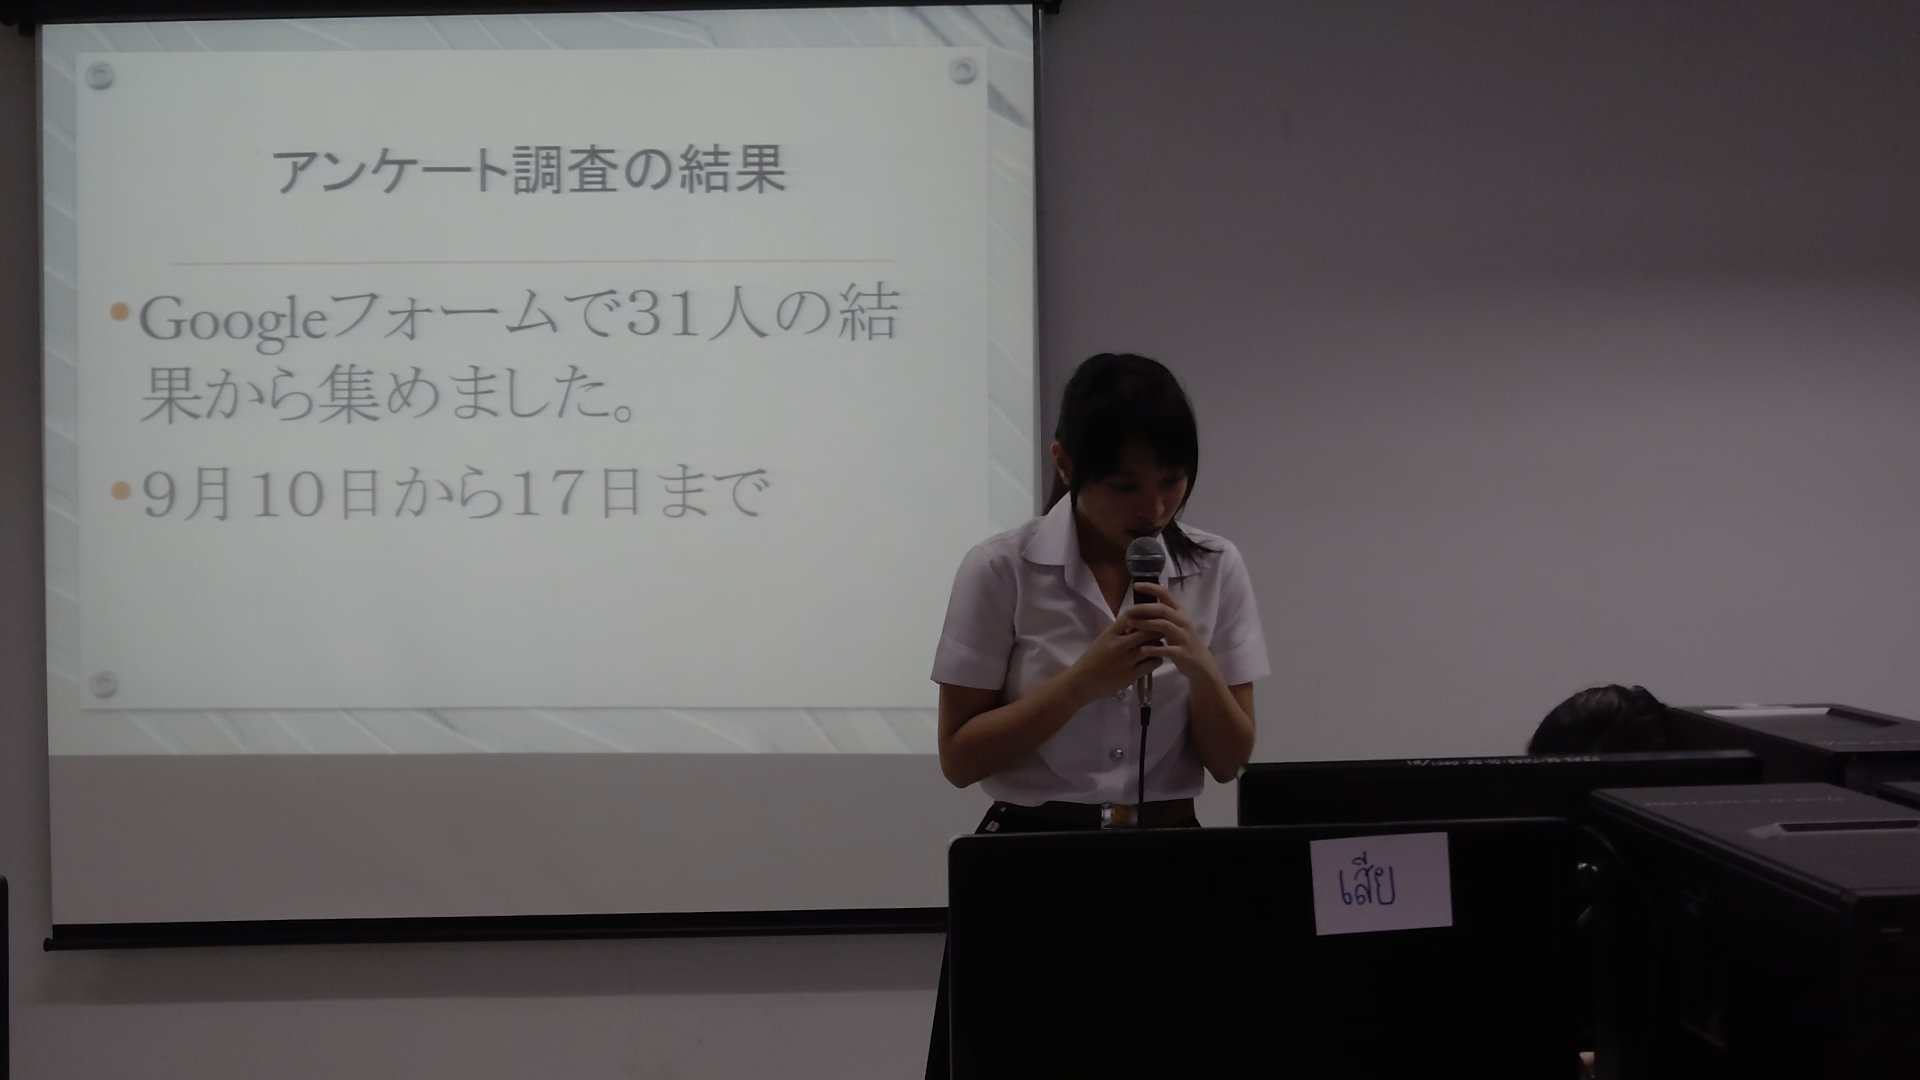 アンケート調査の結果
•Googleフォームで31人の結
果から集めました。
•9月10日から17日まで
เสีย